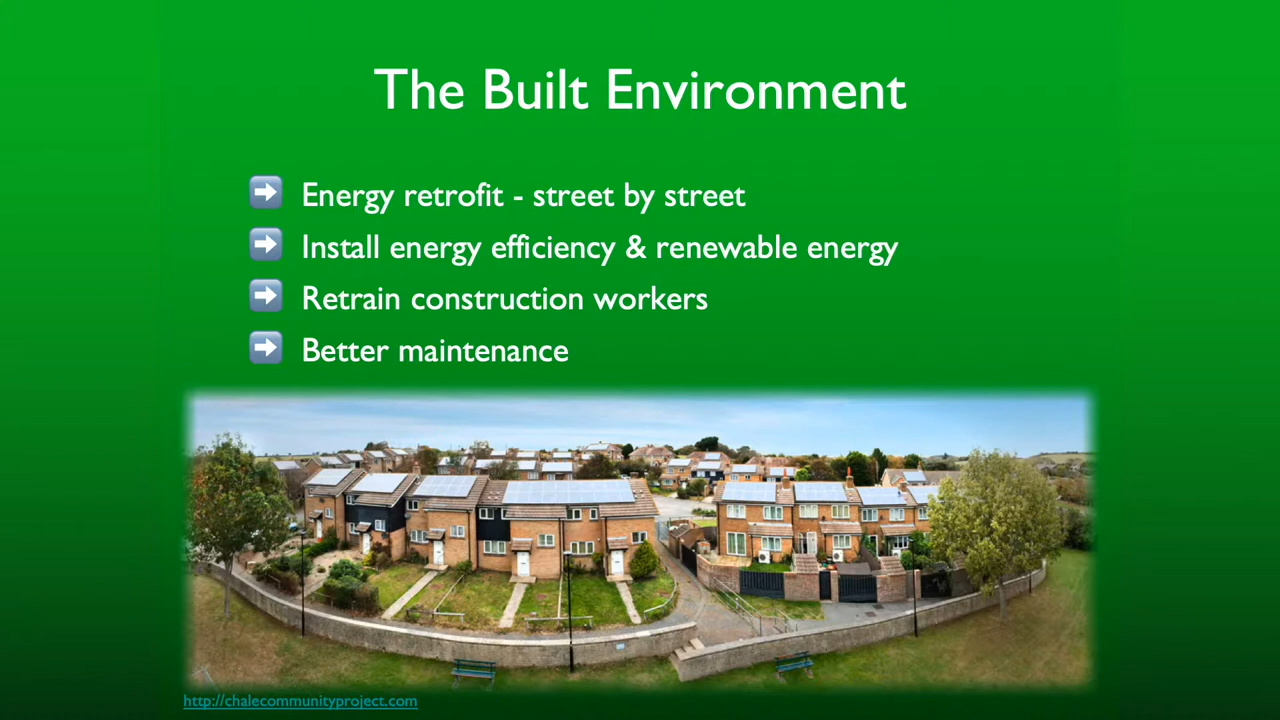 The Built Environment
Energy retrofit - street by street
Install energy efficiency & renewable energy
Retrain construction workers
Better maintenance
http://chalecommunityproject.com